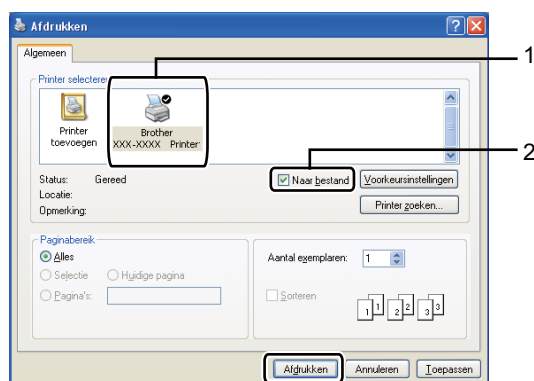 Afdrukken
Algemeen
1
Printer selecteren
Printer toevoegen
Brother
XXX-XXXX Printer
2
Status: Gereed
Locatie:
Opmerking:
Naar bestand
Voorkeursinstellingen
Printer zoeken...
Paginabereik
Alles
Selectie
Huidige pagina
Pagina's:
Aantal exemplaren: 1
Sorteren
1 1 2 2 3 3
Afdrukken
Annuleren
Toepassen